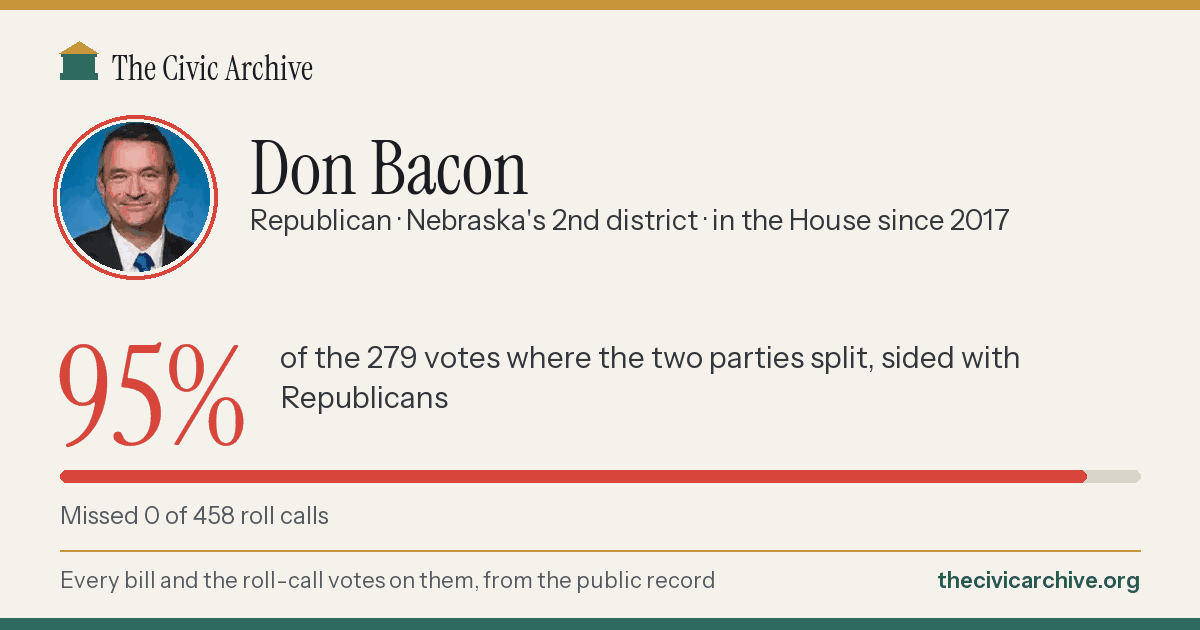 The Civic Archive
Don Bacon
Republican · Nebraska's 2nd district · in the House since 2017
95%
of the 279 votes where the two parties split, sided with
Republicans
Missed 0 of 458 roll calls
Every bill and the roll-call votes on them, from the public record
thecivicarchive.org